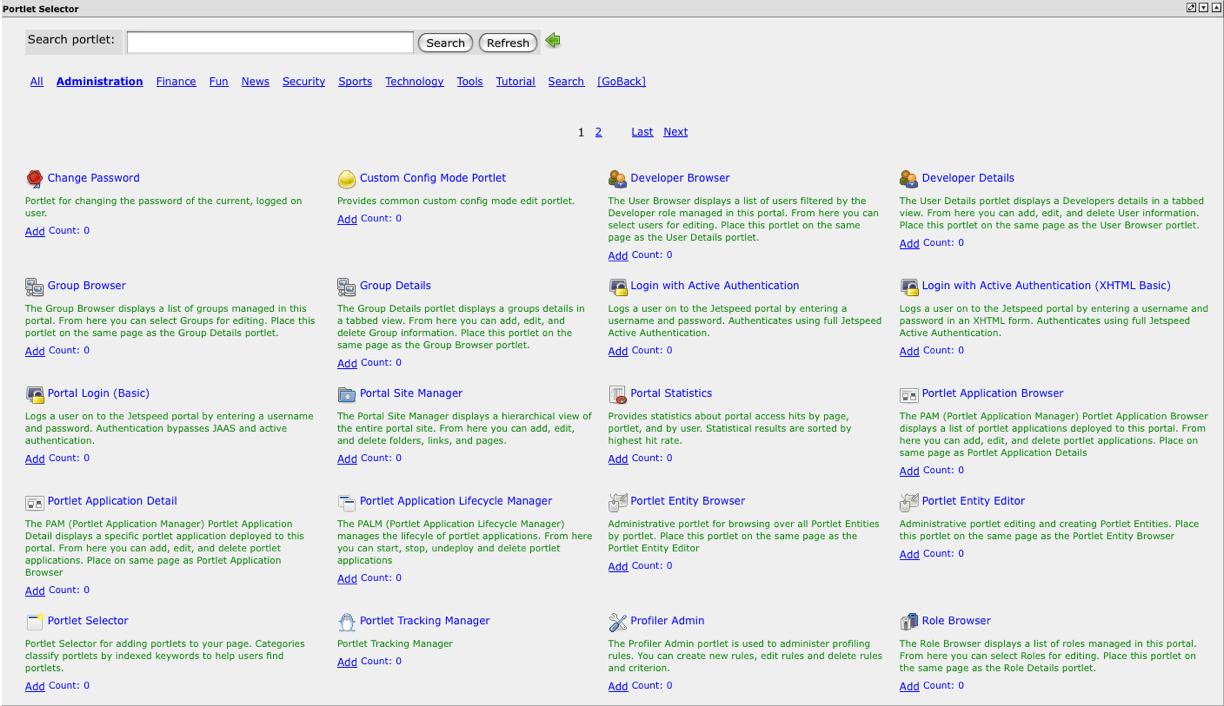 Portlet Selector
Search portlet:
Search
Refresh
All Administration Finance Fun News Security Sports Technology Tools Tutorial Search [GoBack]
1 2 Last Next
Change Password
Portlet for changing the password of the current, logged on
user.
Add Count: 0
Custom Config Mode Portlet
Provides common custom config mode edit portlet.
Add Count: 0
Developer Browser
The User Browser displays a list of users filtered by the
Developer role managed in this portal. From here you can
select users for editing. Place this portlet on the same
page as the User Details portlet.
Add Count: 0
Developer Details
The User Details portlet displays a Developers details in a tabbed
view. From here you can add, edit, and delete User information.
Place this portlet on the same page as the User Browser portlet.
Add Count: 0
Group Browser
The Group Browser displays a list of groups managed in this
portal. From here you can select Groups for editing. Place this
portlet on the same page as the Group Details portlet.
Add Count: 0
Group Details
The Group Details portlet displays a groups details in
a tabbed view. From here you can add, edit, and
delete Group information. Place this portlet on the
same page as the Group Browser portlet.
Add Count: 0
Login with Active Authentication
Logs a user on to the Jetspeed portal by entering a
username and password. Authenticates using full Jetspeed
Active Authentication.
Add Count: 0
Login with Active Authentication (XHTML Basic)
Logs a user on to the Jetspeed portal by entering a username and
password in an XHTML form. Authenticates using full Jetspeed
Active Authentication.
Add Count: 0
Portal Login (Basic)
Logs a user on to the Jetspeed portal by entering a username
and password. Authentication bypasses JAAS and active
authentication.
Add Count: 0
Portal Site Manager
The Portal Site Manager displays a hierarchical view of
the entire portal site. From here you can add, edit,
and delete folders, links, and pages.
Add Count: 0
Portal Statistics
Provides statistics about portal access hits by page,
portlet, and by user. Statistical results are sorted by
highest hit rate.
Add Count: 0
Portlet Application Browser
The PAM (Portlet Application Manager) Portlet Application Browser
displays a list of portlet applications deployed to this portal. From
here you can add, edit, and delete portlet applications. Place on
same page as Portlet Application Details
Add Count: 0
Portlet Application Detail
The PAM (Portlet Application Manager) Portlet Application
Detail displays a specific portlet application deployed to this
portal. From here you can add, edit, and delete portlet
applications. Place on same page as Portlet Application
Browser
Add Count: 0
Portlet Application Lifecycle Manager
The PALM (Portlet Application Lifecycle Manager)
manages the lifecyle of portlet applications. From here
you can start, stop, undeploy and delete portlet
applications
Add Count: 0
Portlet Entity Browser
Administrative portlet for browsing over all Portlet Entities
by portlet. Place this portlet on the same page as the
Portlet Entity Editor
Add Count: 0
Portlet Entity Editor
Administrative portlet editing and creating Portlet Entities. Place
this portlet on the same page as the Portlet Entity Browser
Add Count: 0
Portlet Selector
Portlet Selector for adding portlets to your page. Categories
classify portlets by indexed keywords to help users find
portlets.
Add Count: 0
Portlet Tracking Manager
Portlet Tracking Manager
Add Count: 0
Profiler Admin
The Profiler Admin portlet is used to administer profiling
rules. You can create new rules, edit rules and delete rules
and criterion.
Add Count: 0
Role Browser
The Role Browser displays a list of roles managed in this portal.
From here you can select Roles for editing. Place this portlet on
the same page as the Role Details portlet.
Add Count: 0